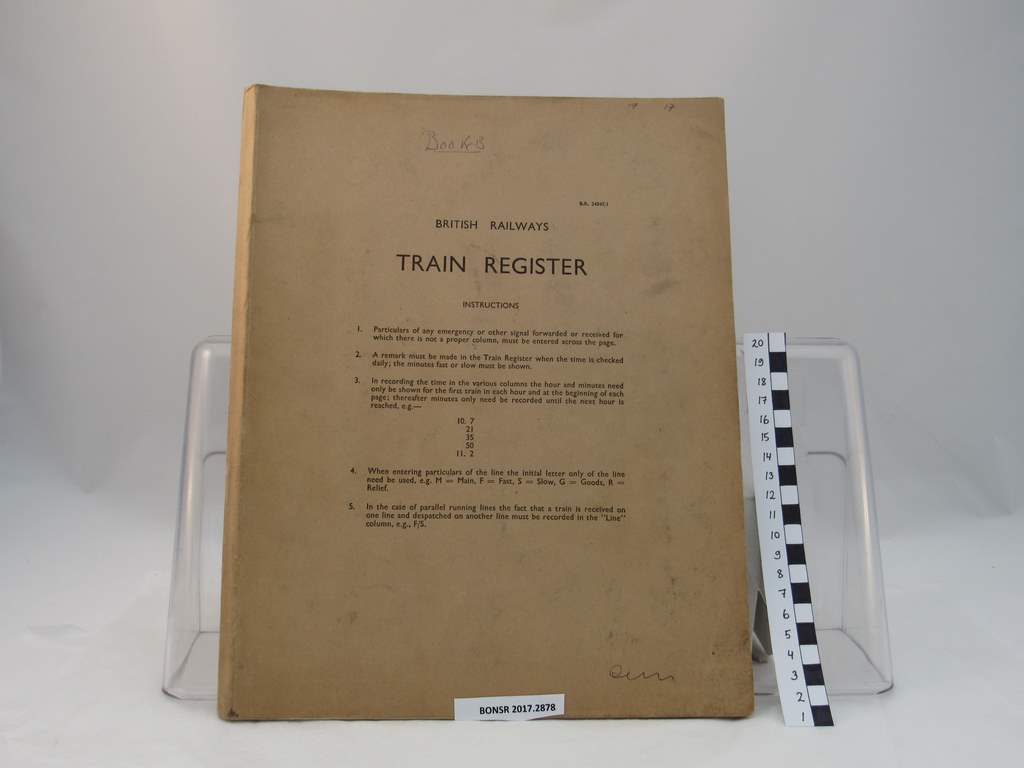 Books
BRITISH RAILWAYS
TRAIN REGISTER
INSTRUCTIONS
1. Particulars of any emergency or other signal forwarded or received for
which there is not a proper column, must be entered across the page.
2. A remark must be made in the Train Register when the time is checked
daily; the minutes fast or slow must be shown.
3. In recording the time in the various columns the hour and minutes need
only be shown for the first train in each hour and at the beginning of each
page; thereafter minutes only need be recorded until the next hour is
reached, e.g.—
10. 7
21
35
50
11. 2
4. When entering particulars of the line the initial letter only of the line
need be used, e.g. M = Main, F = Fast, S = Slow, G = Goods, R =
Relief.
5. In the case of parallel running lines the fact that a train is received on
one line and despatched on another line must be recorded in the "Line"
column, e.g., F/S.
BONSR 2017.2878
20
19
18
17
16
15
14
13
12
11
10
9
8
7
6
5
4
3
2
1